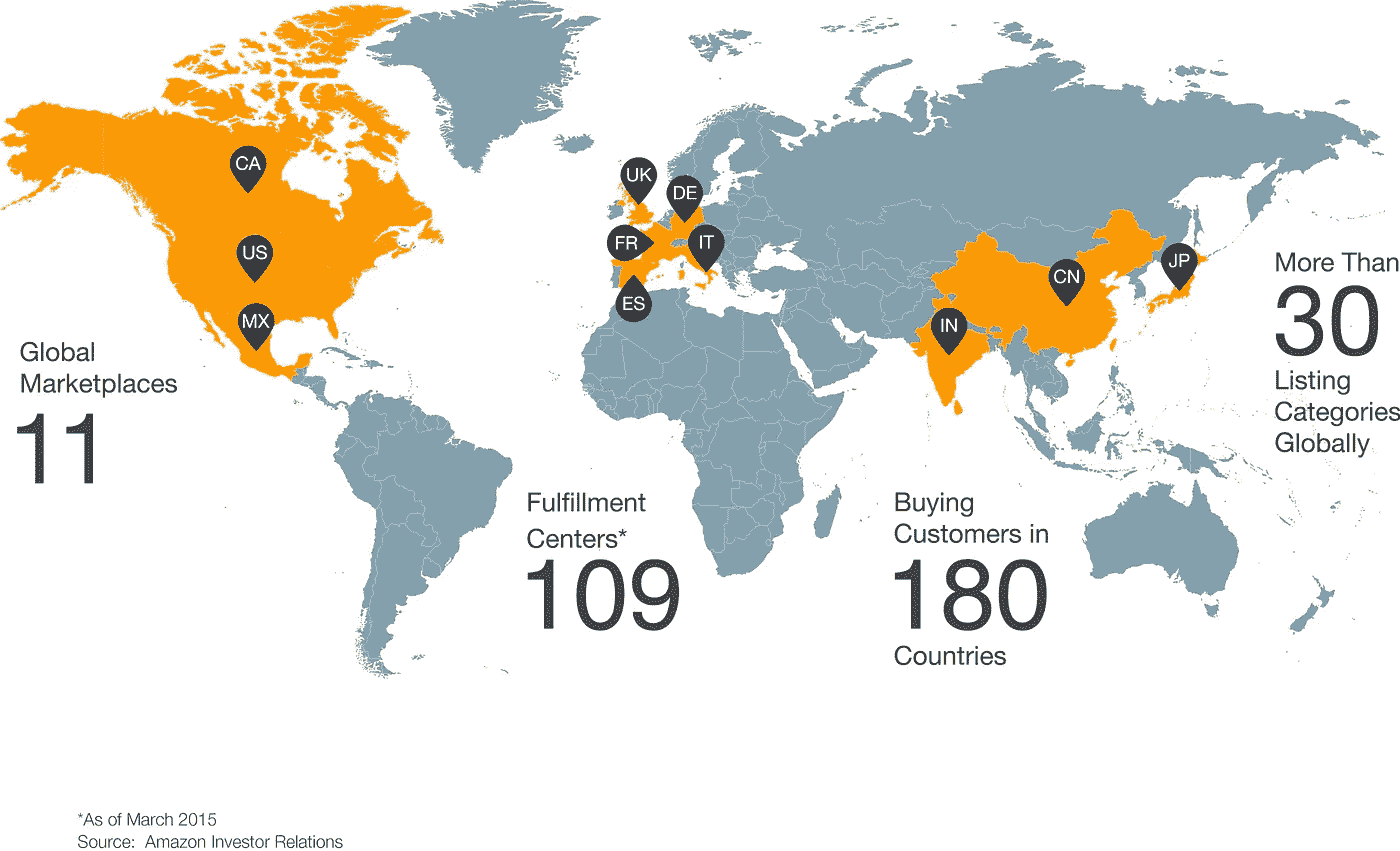 CA
US
MX
UK
DE
FR
IT
ES
CN
JP
IN
Global
Marketplaces
11
Fulfillment
Centers*
109
Buying
Customers in
180
Countries
More Than
30
Listing
Categories
Globally
*As of March 2015
Source:  Amazon Investor Relations